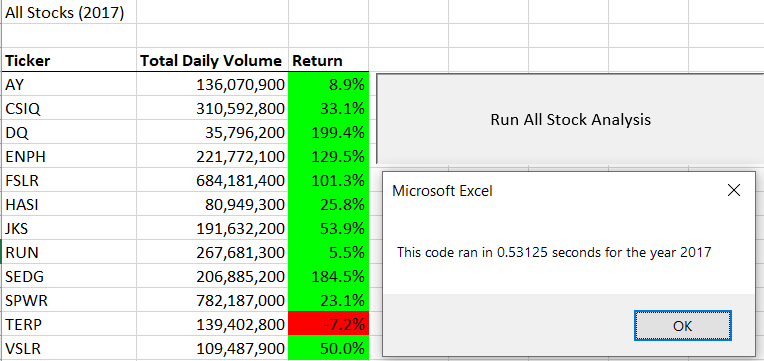 All Stocks (2017)
Ticker Total Daily Volume Return
AY 136,070,900 8.9%
CSIQ 310,592,800 33.1%
DQ 35,796,200 199.4%
ENPH 221,772,100 129.5%
FSLR 684,181,400 101.3%
HASI 80,949,300 25.8%
JKS 191,632,200 53.9%
RUN 267,681,300 5.5%
SEDG 206,885,200 184.5%
SPWR 782,187,000 23.1%
TERP 139,402,800 -7.2%
VSLR 109,487,900 50.0%
Run All Stock Analysis
Microsoft Excel
This code ran in 0.53125 seconds for the year 2017
OK